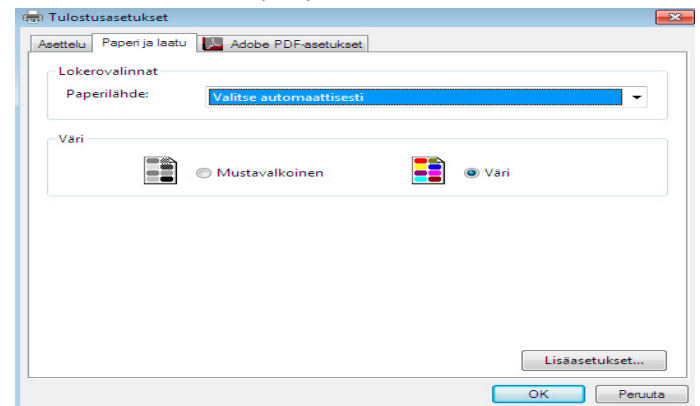 Tulostusasetukset
Asettelu Paperi ja laatu Adobe PDF-asetukset
Lokerovalinnat
Paperilähde: Valitse automaattisesti
Väri
Mustavalkoinen Väri
Lisäasetukset...
OK Peruuta